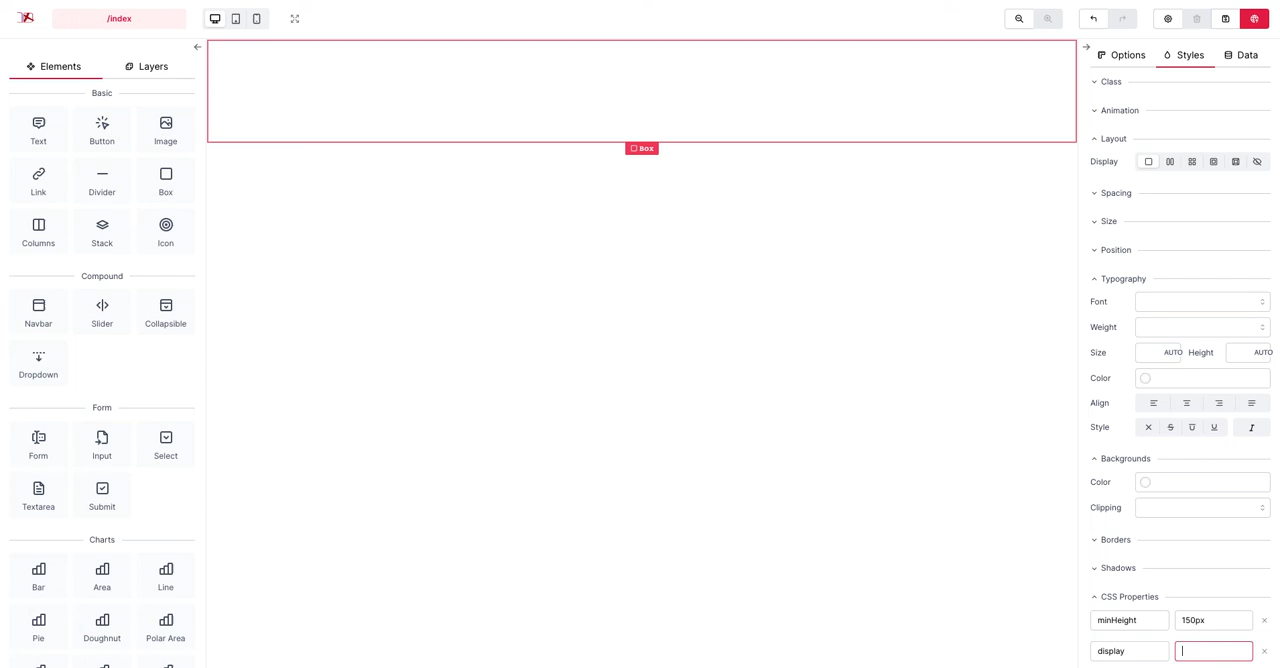 /index
Elements
Layers
Basic
Text
Button
Image
Link
Divider
Box
Columns
Stack
Icon
Compound
Navbar
Slider
Collapsible
Dropdown
Form
Form
Input
Select
Textarea
Submit
Charts
Bar
Area
Line
Pie
Doughnut
Polar Area
Box
Options
Styles
Data
Class
Animation
Layout
Display
Spacing
Size
Position
Typography
Font
Weight
Size AUTO Height AUTO
Color
Align
Style
Backgrounds
Color
Clipping
Borders
Shadows
CSS Properties
minHeight 150px
display